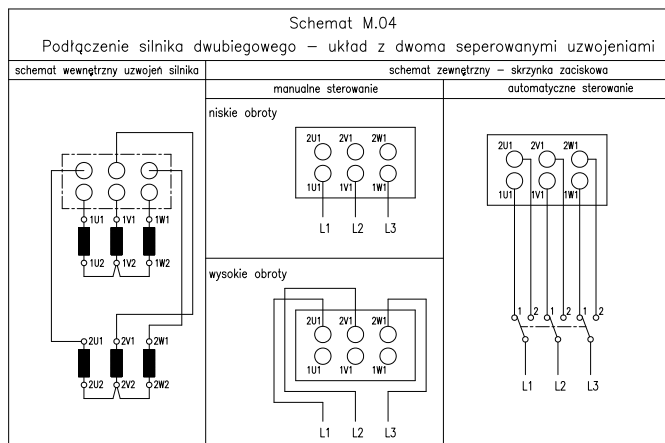 Schemat M.04
Podłączenie silnika dwubiegowego – układ z dwoma seperowanymi uzwojeniami
schemat wewnętrzny uzwojeń silnika
schemat zewnętrzny – skrzynka zaciskowa
manualne sterowanie
automatyczne sterowanie
niskie obroty
2U1 2V1 2W1
1U1 1V1 1W1
L1 L2 L3
wysokie obroty
2U1 2V1 2W1
1U1 1V1 1W1
L1 L2 L3
2U1 2V1 2W1
1U1 1V1 1W1
1 2 1 2 1 2
L1 L2 L3
1U1 1V1 1W1
1U2 1V2 1W2
2U1 2V1 2W1
2U2 2V2 2W2